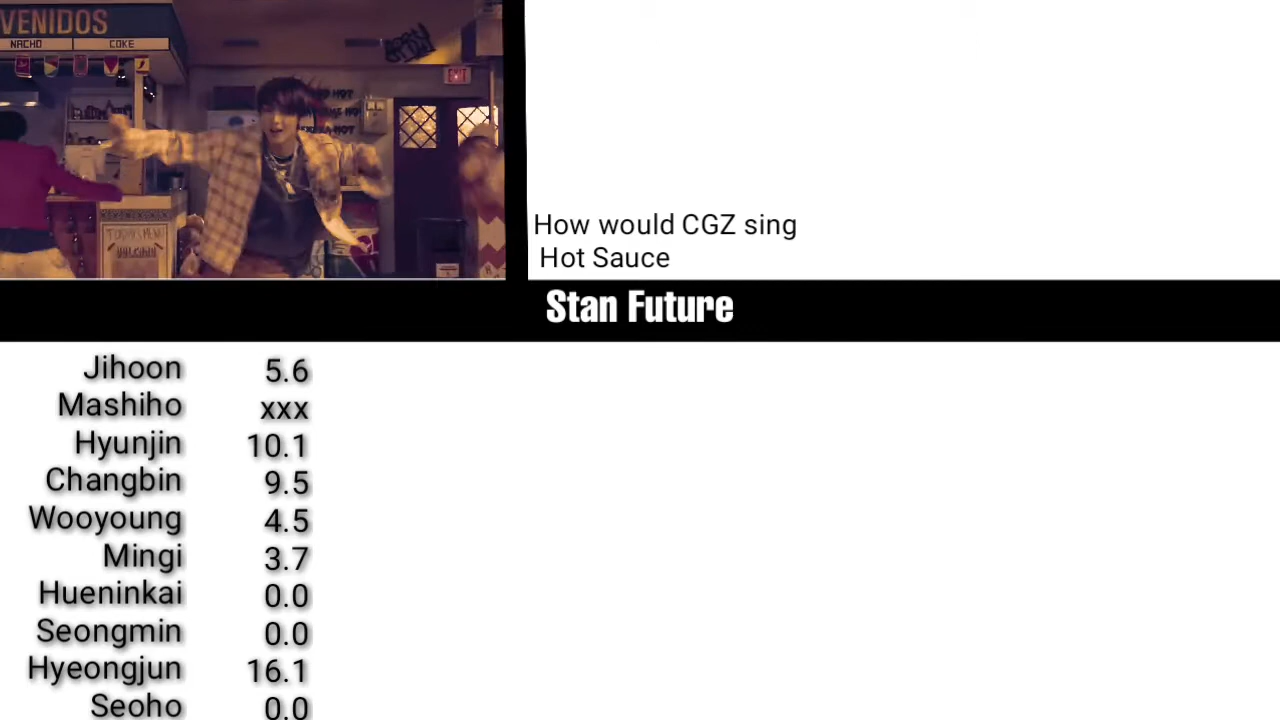 VENIDOS
NACHO COKE
EXIT
How would CGZ sing
Hot Sauce
Stan Future
Jihoon 5.6
Mashiho xxx
Hyunjin 10.1
Changbin 9.5
Wooyoung 4.5
Mingi 3.7
Hueninkai 0.0
Seongmin 0.0
Hyeongjun 16.1
Seoho 0.0